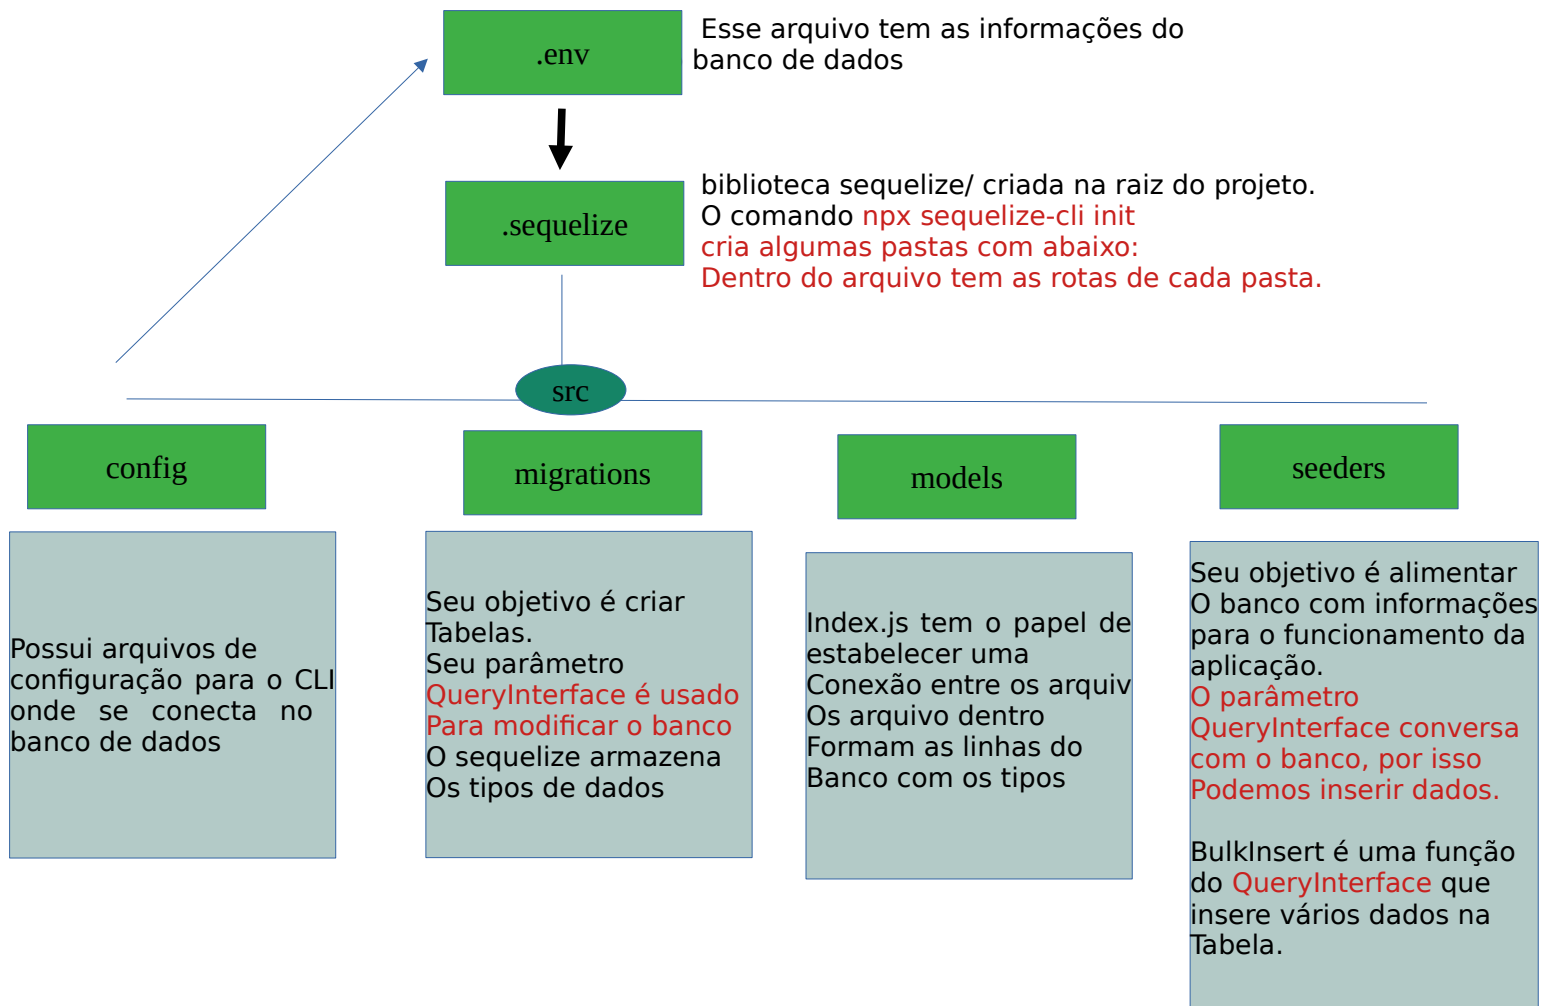 .env
Esse arquivo tem as informações do
banco de dados
.sequelize
biblioteca sequelize/ criada na raiz do projeto.
O comando npx sequelize-cli init
cria algumas pastas com abaixo:
Dentro do arquivo tem as rotas de cada pasta.
src
config
migrations
models
seeders
Possui arquivos de
configuração para o CLI
onde se conecta no
banco de dados
Seu objetivo é criar
Tabelas.
Seu parâmetro
QueryInterface é usado
Para modificar o banco
O sequelize armazena
Os tipos de dados
Index.js tem o papel de
estabelecer uma
Conexão entre os arquiv
Os arquivo dentro
Formam as linhas do
Banco com os tipos
Seu objetivo é alimentar
O banco com informações
para o funcionamento da
aplicação.
O parâmetro
QueryInterface conversa
com o banco, por isso
Podemos inserir dados.
BulkInsert é uma função
do QueryInterface que
insere vários dados na
Tabela.